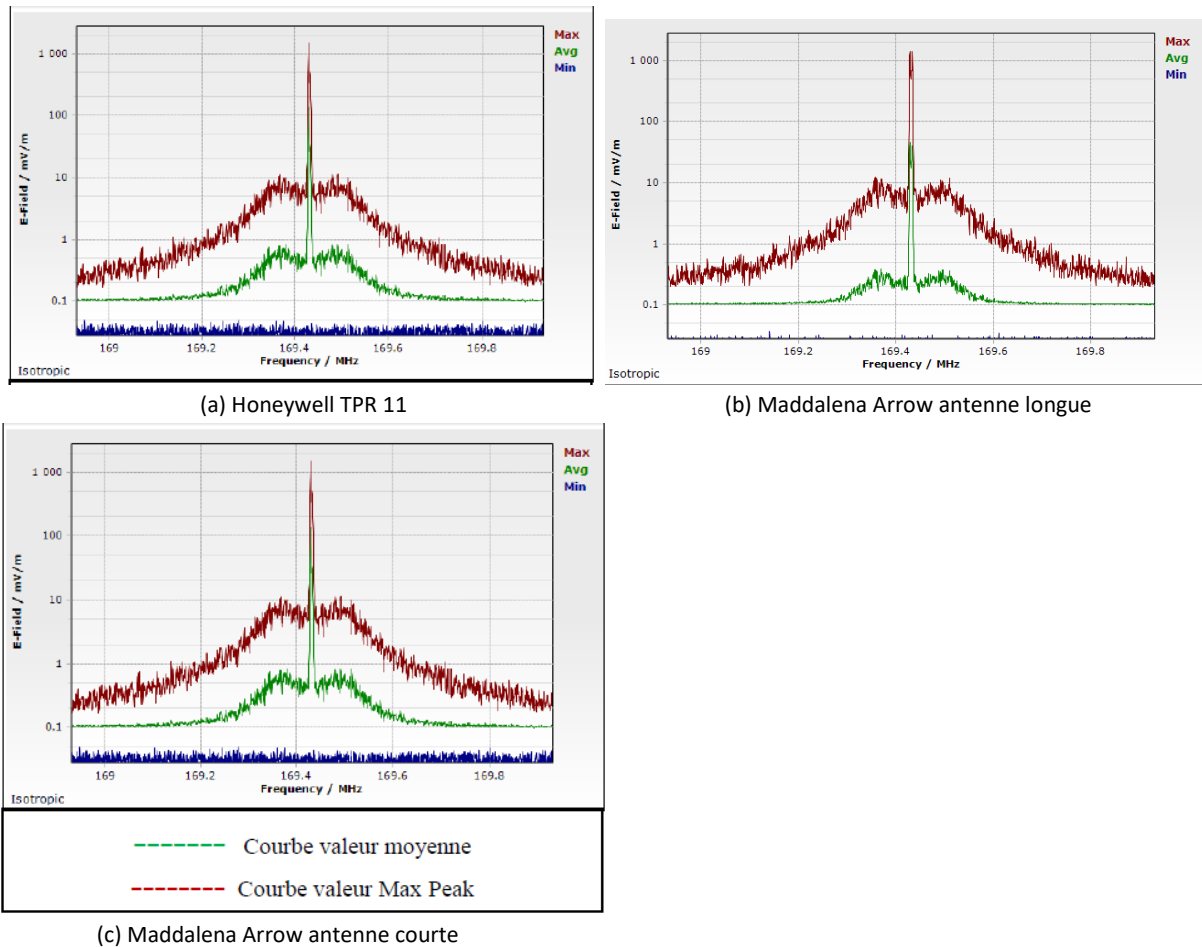 Max
Avg
Min
1 000
100
10
1
0.1
E-Field / mV/m
169 169.2 169.4 169.6 169.8
Frequency / MHz
Isotropic
(a) Honeywell TPR 11
Max
Avg
Min
1 000
100
10
1
0.1
E-Field / mV/m
169 169.2 169.4 169.6 169.8
Frequency / MHz
Isotropic
(b) Maddalena Arrow antenne longue
Max
Avg
Min
1 000
100
10
1
0.1
E-Field / mV/m
169 169.2 169.4 169.6 169.8
Frequency / MHz
Isotropic
Courbe valeur moyenne
Courbe valeur Max Peak
(c) Maddalena Arrow antenne courte